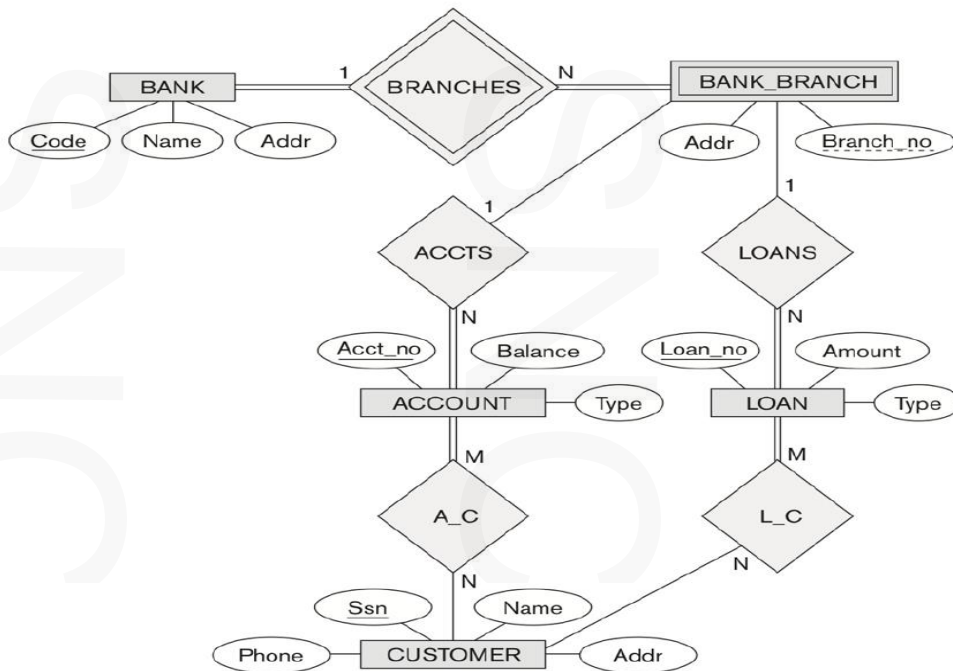 BANK
1
BRANCHES
N
BANK_BRANCH
Code
Name
Addr
Addr
Branch_no
1
1
ACCTS
LOANS
N
N
Acct_no
Balance
Loan_no
Amount
ACCOUNT
Type
LOAN
Type
M
M
A_C
L_C
N
N
Ssn
Name
Phone
CUSTOMER
Addr